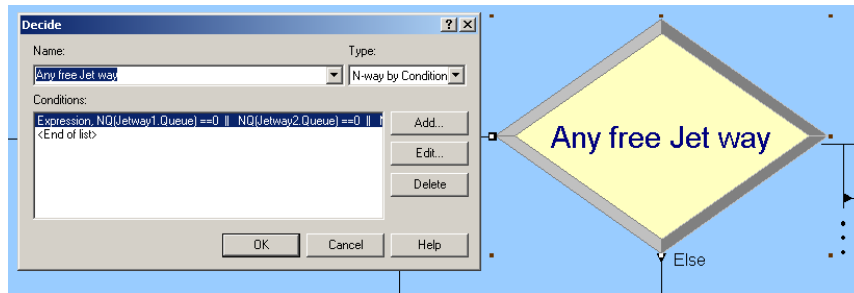 Decide
Name: Type:
Any free Jet way N-way by Condition
Conditions:
Expression, NQ(Jetway1.Queue) ==0 || NQ(Jetway2.Queue) ==0 ||
<End of list>
Add...
Edit...
Delete
OK Cancel Help
Any free Jet way
Else